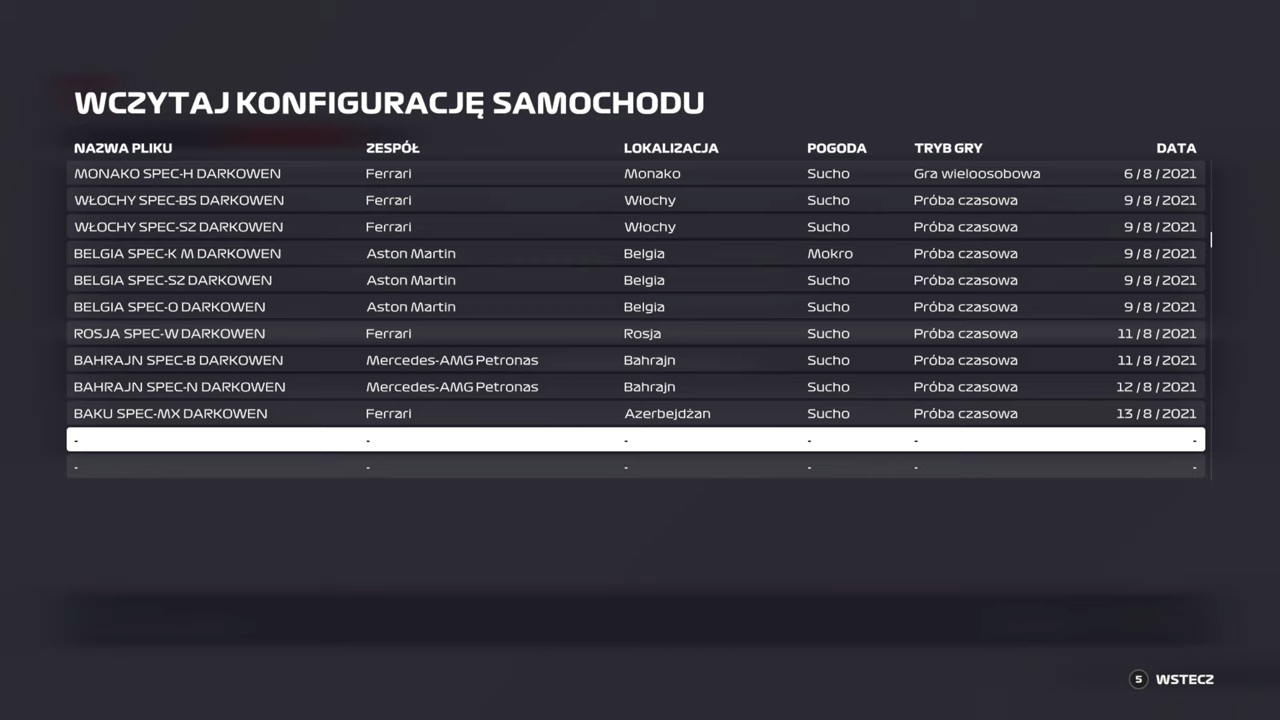 WCZYTAJ KONFIGURACJĘ SAMOCHODU
NAZWA PLIKU ZESPÓŁ LOKALIZACJA POGODA TRYB GRY DATA
MONAKO SPEC-H DARKOWEN Ferrari Monako Sucho Gra wieloosobowa 6/8/2021
WŁOCHY SPEC-BS DARKOWEN Ferrari Włochy Sucho Próba czasowa 9/8/2021
WŁOCHY SPEC-SZ DARKOWEN Ferrari Włochy Sucho Próba czasowa 9/8/2021
BELGIA SPEC-K M DARKOWEN Aston Martin Belgia Mokro Próba czasowa 9/8/2021
BELGIA SPEC-SZ DARKOWEN Aston Martin Belgia Sucho Próba czasowa 9/8/2021
BELGIA SPEC-O DARKOWEN Aston Martin Belgia Sucho Próba czasowa 9/8/2021
ROSJA SPEC-W DARKOWEN Ferrari Rosja Sucho Próba czasowa 11/8/2021
BAHRAJN SPEC-B DARKOWEN Mercedes-AMG Petronas Bahrajn Sucho Próba czasowa 11/8/2021
BAHRAJN SPEC-N DARKOWEN Mercedes-AMG Petronas Bahrajn Sucho Próba czasowa 12/8/2021
BAKU SPEC-MX DARKOWEN Ferrari Azerbejdżan Sucho Próba czasowa 13/8/2021
- - - - - -
- - - - - -
S WSTECZ